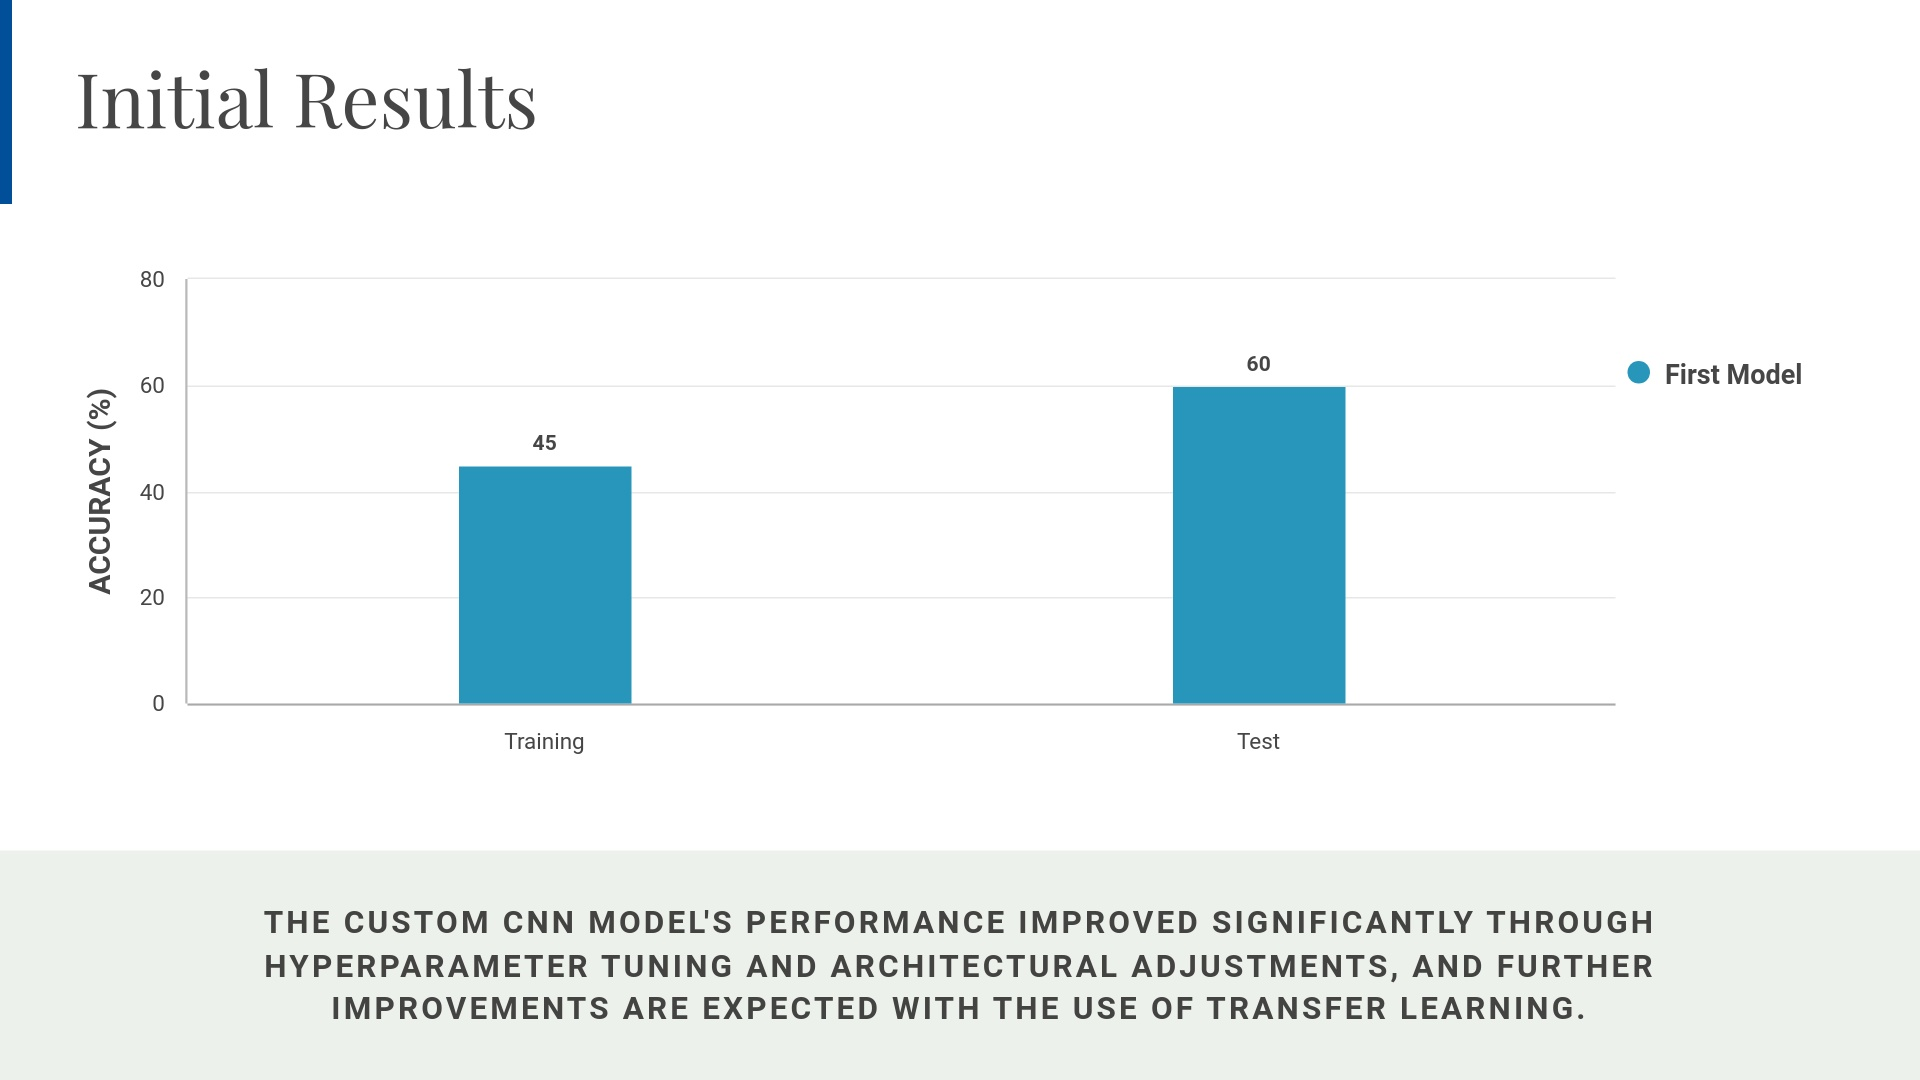 Initial Results
80
60
40
20
0
ACCURACY (%)
45
60
Training
Test
First Model
THE CUSTOM CNN MODEL'S PERFORMANCE IMPROVED SIGNIFICANTLY THROUGH
HYPERPARAMETER TUNING AND ARCHITECTURAL ADJUSTMENTS, AND FURTHER
IMPROVEMENTS ARE EXPECTED WITH THE USE OF TRANSFER LEARNING.